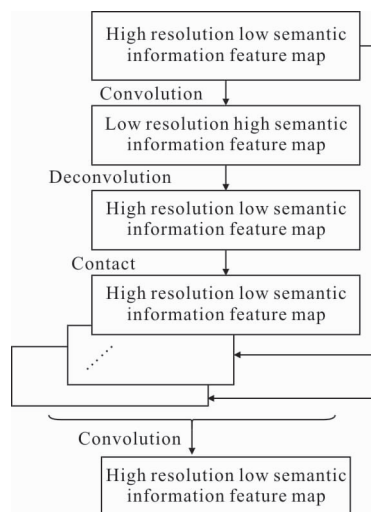 High resolution low semantic
information feature map
Convolution
Low resolution high semantic
information feature map
Deconvolution
High resolution low semantic
information feature map
Contact
High resolution low semantic
information feature map
Convolution
High resolution low semantic
information feature map